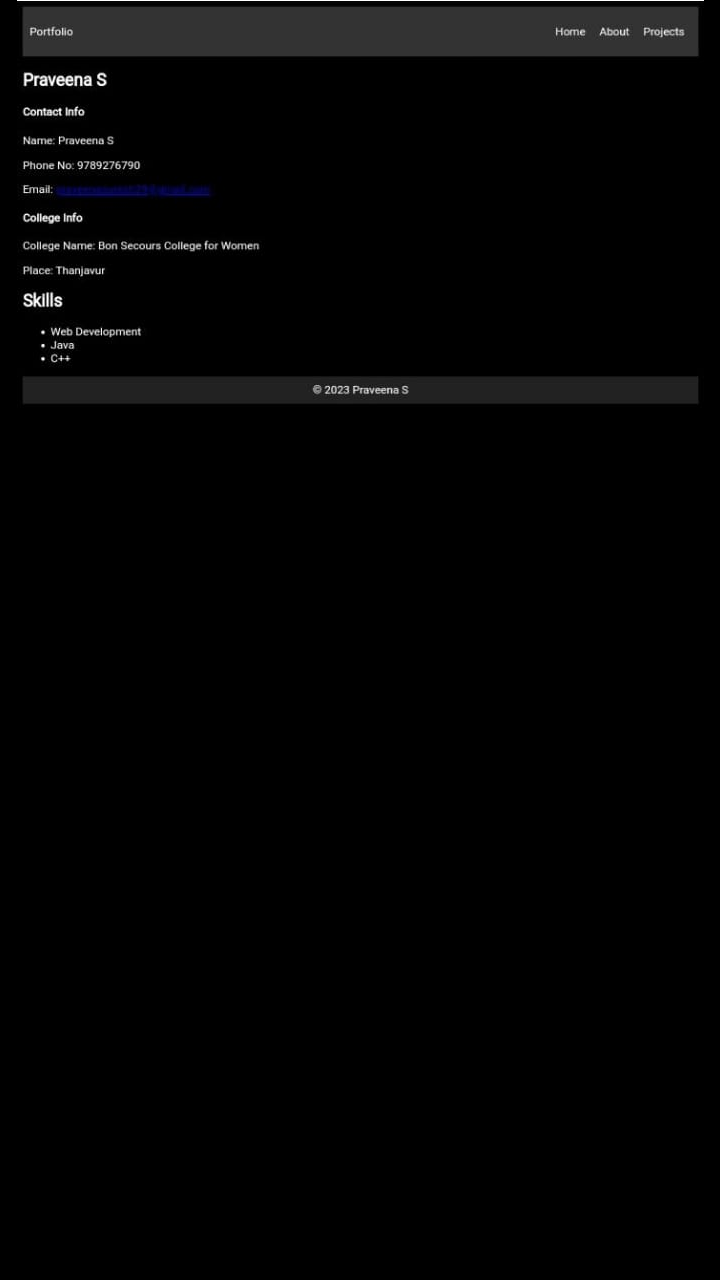 Portfolio Home About Projects
Praveena S
Contact Info
Name: Praveena S
Phone No: 9789276790
Email:
College Info
College Name: Bon Secours College for Women
Place: Thanjavur
Skills
• Web Development
• Java
• C++
© 2023 Praveena S